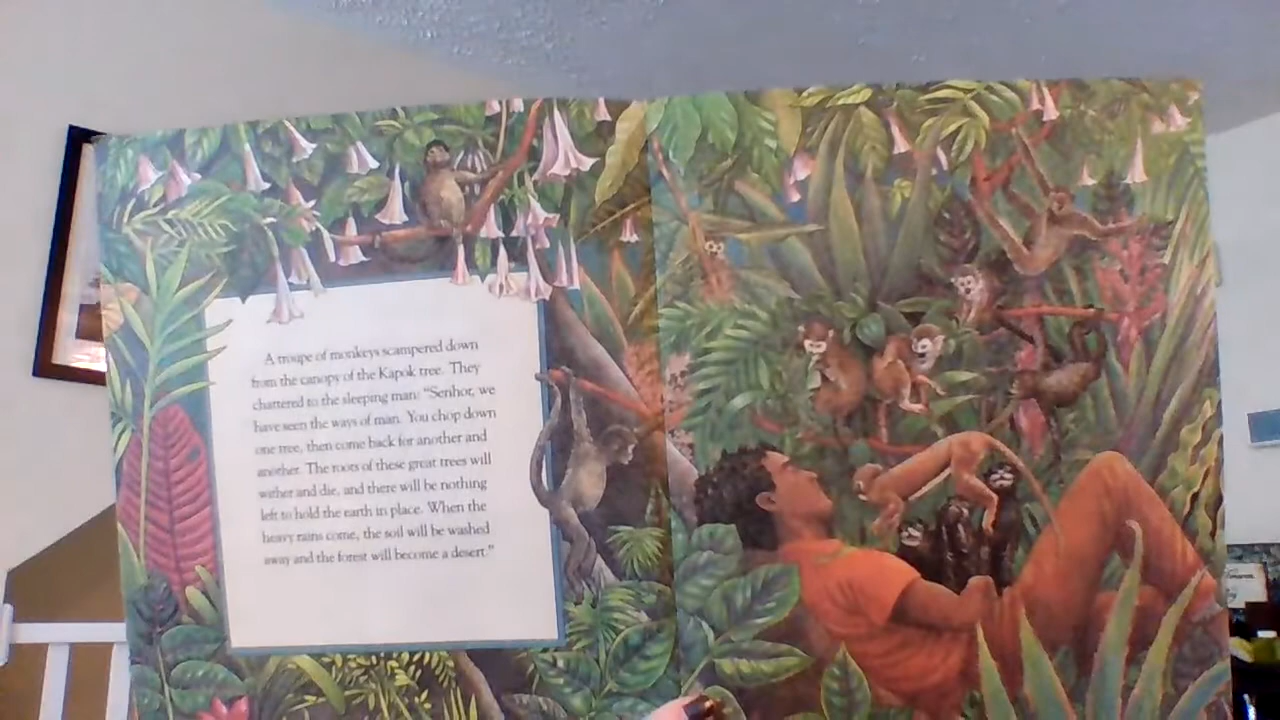 A troupe of monkeys scampered down
from the canopy of the Kapok tree. They
chattered to the sleeping man: "Senhor, we
have seen the ways of man. You chop down
one tree, then come back for another and
another. The roots of these great trees will
wither and die, and there will be nothing
left to hold the earth in place. When the
heavy rains come, the soil will be washed
away and the forest will become a desert."